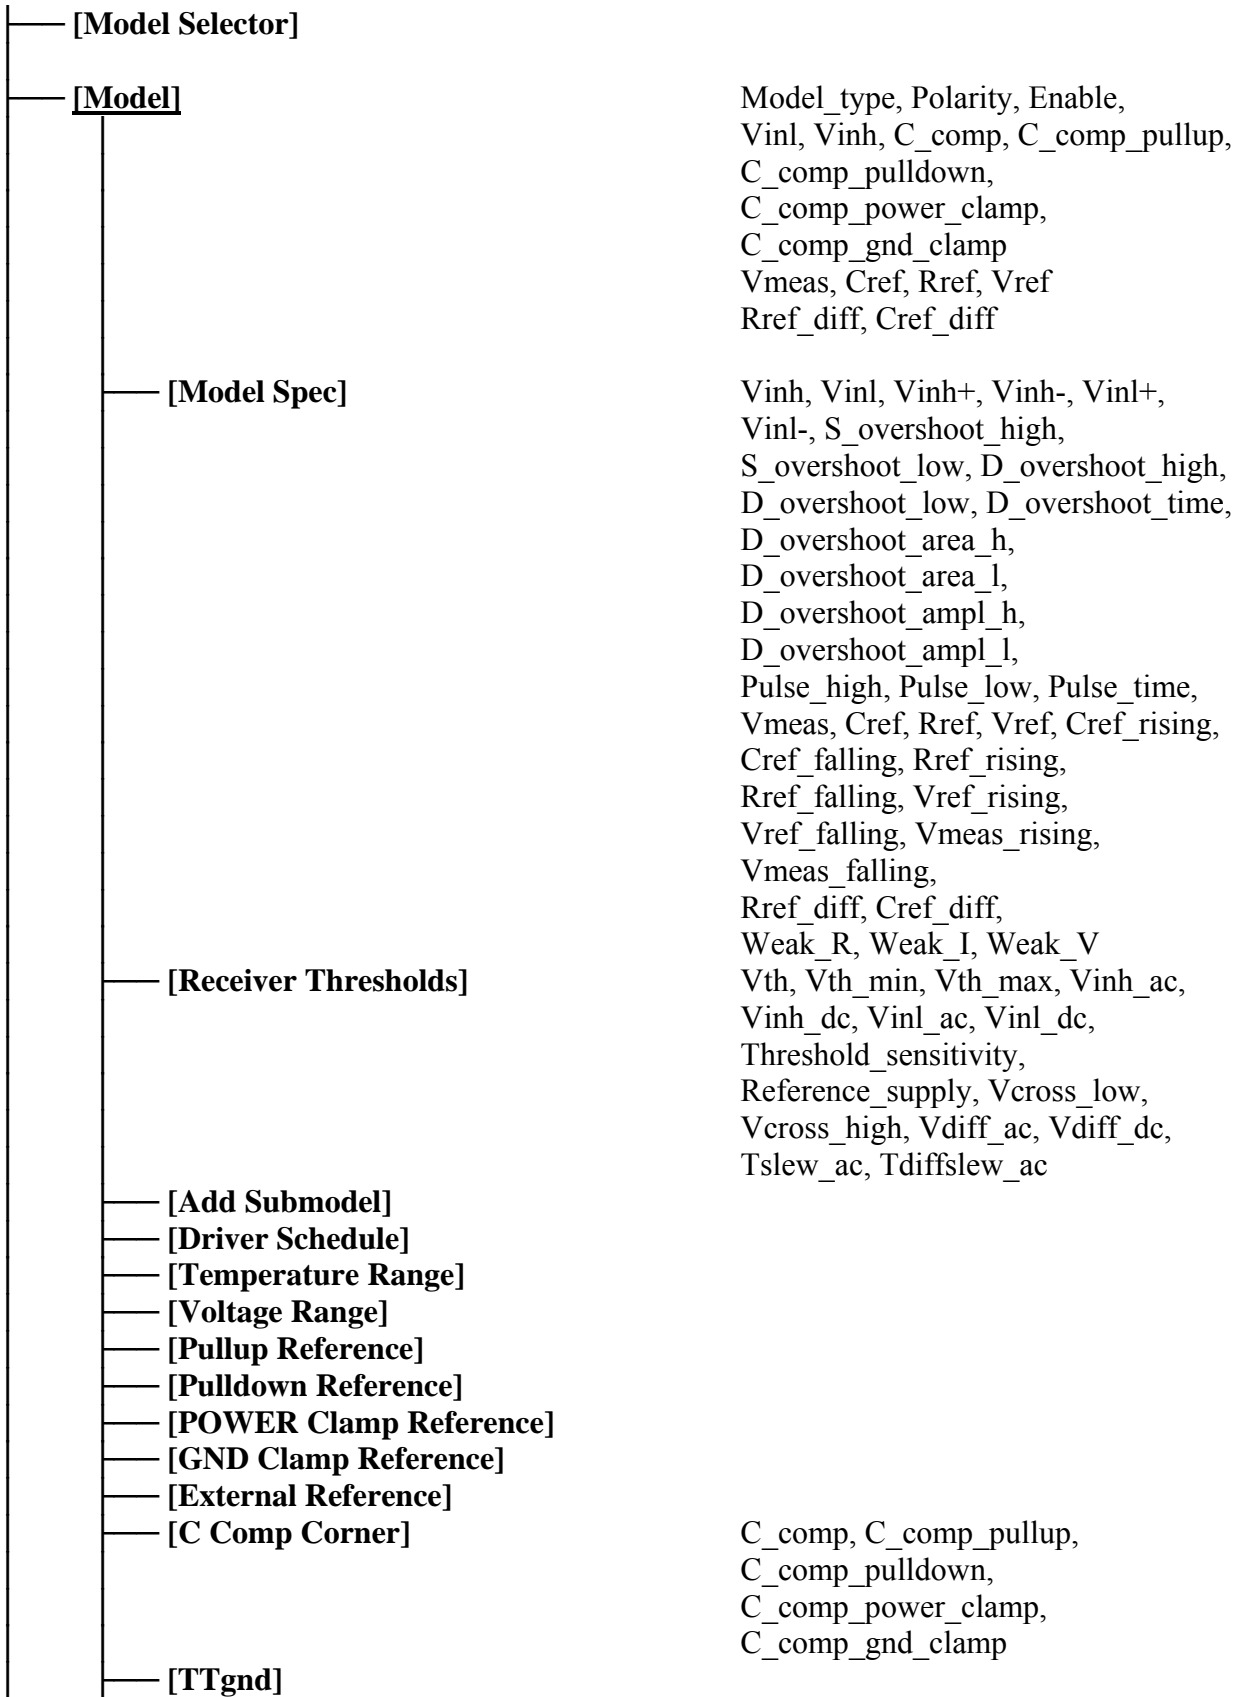 [Model Selector]
[Model] Model_type, Polarity, Enable,
Vinl, Vinh, C_comp, C_comp_pullup,
C_comp_pulldown,
C_comp_power_clamp,
C_comp_gnd_clamp
Vmeas, Cref, Rref, Vref
Rref_diff, Cref_diff
[Model Spec] Vinh, Vinl, Vinh+, Vinh-, Vinl+,
Vinl-, S_overshoot_high,
S_overshoot_low, D_overshoot_high,
D_overshoot_low, D_overshoot_time,
D_overshoot_area_h,
D_overshoot_area_l,
D_overshoot_ampl_h,
D_overshoot_ampl_l,
Pulse_high, Pulse_low, Pulse_time,
Vmeas, Cref, Rref, Vref, Cref_rising,
Cref_falling, Rref_rising,
Rref_falling, Vref_rising,
Vref_falling, Vmeas_rising,
Vmeas_falling,
Rref_diff, Cref_diff,
Weak_R, Weak_I, Weak_V
[Receiver Thresholds] Vth, Vth_min, Vth_max, Vinh_ac,
Vinh_dc, Vinl_ac, Vinl_dc,
Threshold_sensitivity,
Reference_supply, Vcross_low,
Vcross_high, Vdiff_ac, Vdiff_dc,
Tslew_ac, Tdiffslew_ac
[Add Submodel]
[Driver Schedule]
[Temperature Range]
[Voltage Range]
[Pullup Reference]
[Pulldown Reference]
[POWER Clamp Reference]
[GND Clamp Reference]
[External Reference]
[C Comp Corner] C_comp, C_comp_pullup,
C_comp_pulldown,
C_comp_power_clamp,
C_comp_gnd_clamp
[TTgnd]